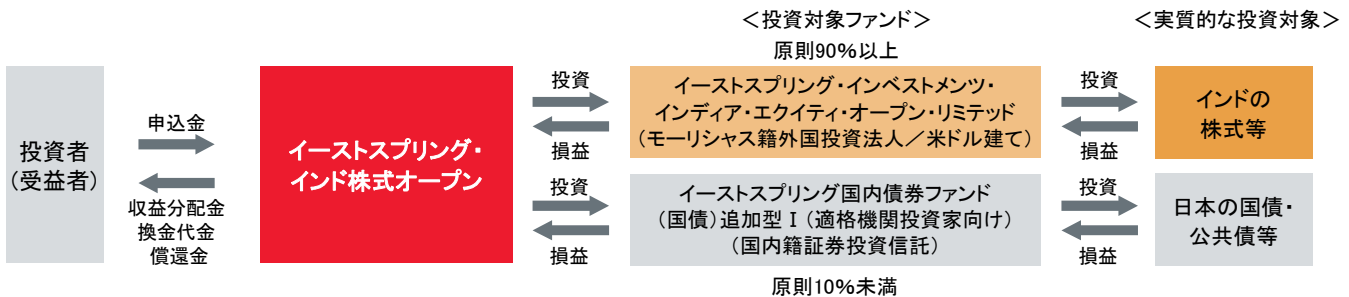 ＜投資対象ファンド＞
＜実質的な投資対象＞
原則90％以上
投資者
（受益者）
申込金
収益分配金
換金代金
償還金
イーストスプリング・
インド株式オープン
投資
損益
イーストスプリング・インベストメンツ・
インディア・エクイティ・オープン・リミテッド
（モーリシャス籍外国投資法人／米ドル建て）
投資
損益
インドの
株式等
投資
損益
イーストスプリング国内債券ファンド
（国債）追加型Ⅰ（適格機関投資家向け）
（国内籍証券投資信託）
投資
損益
日本の国債・
公共債等
原則10％未満